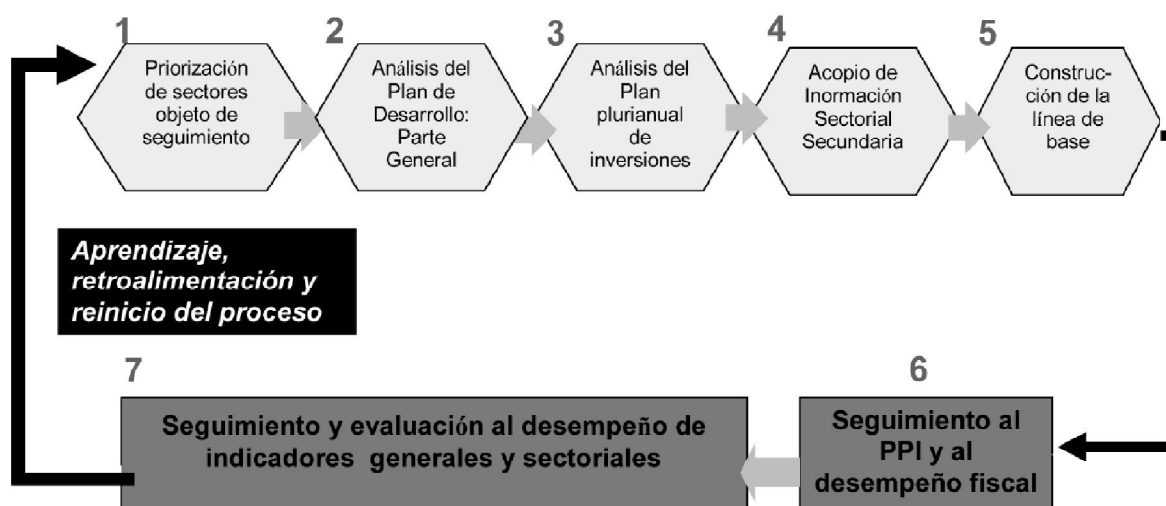 1
Priorización
de sectores
objeto de
seguimiento
2
Análisis del
Plan de
Desarrollo:
Parte
General
3
Análisis del
Plan
plurianual
de
inversiones
4
Acopio de
Inormación
Sectorial
Secundaria
5
Construc-
ción de la
línea de
base
Aprendizaje,
retroalimentación y
reinicio del proceso
7
Seguimiento y evaluación al desempeño de
indicadores generales y sectoriales
6
Seguimiento al
PPI y al
desempeño fiscal